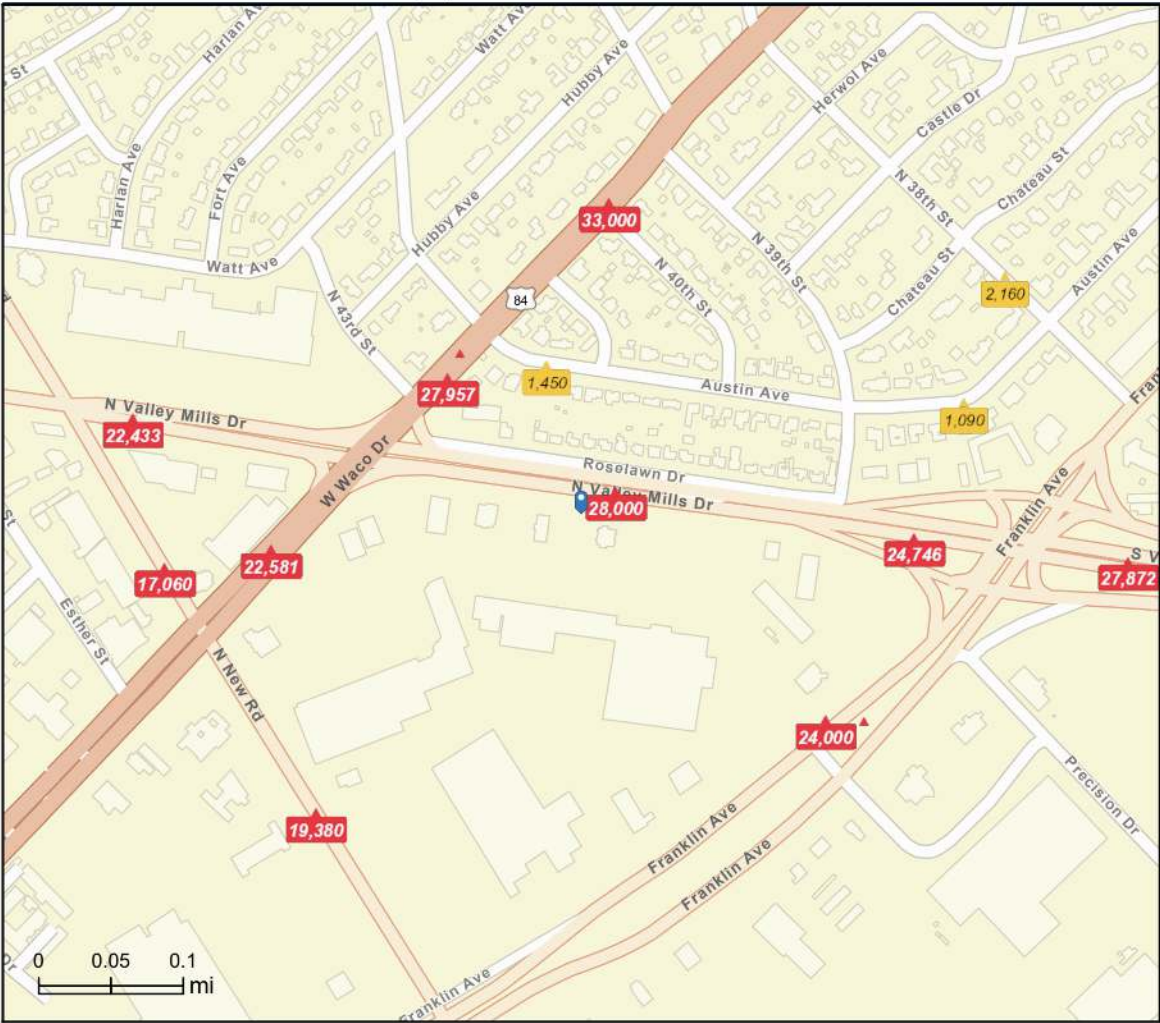 Harlan Ave
Watt Ave
St
Hubby Ave
Herwol Ave
Castle Dr
Harlan Ave
Fort Ave
Chateau St
N 38th St
Hubby Ave
33,000
Watt Ave
N 40th St
N 39th St
Chateau St
Austin Ave
2,160
84
N 43rd St
1,450
27,957
Austin Ave
1,090
Fran
N Valley Mills Dr
22,433
W Waco Dr
Roselawn Dr
N Valley Mills Dr
28,000
Franklin Ave
St
24,746
S V
27,872
22,581
17,060
Esther St
N New Rd
24,000
Precision Dr
19,380
Franklin Ave
Franklin Ave
Dr
0 0.05 0.1
mi
Franklin Ave